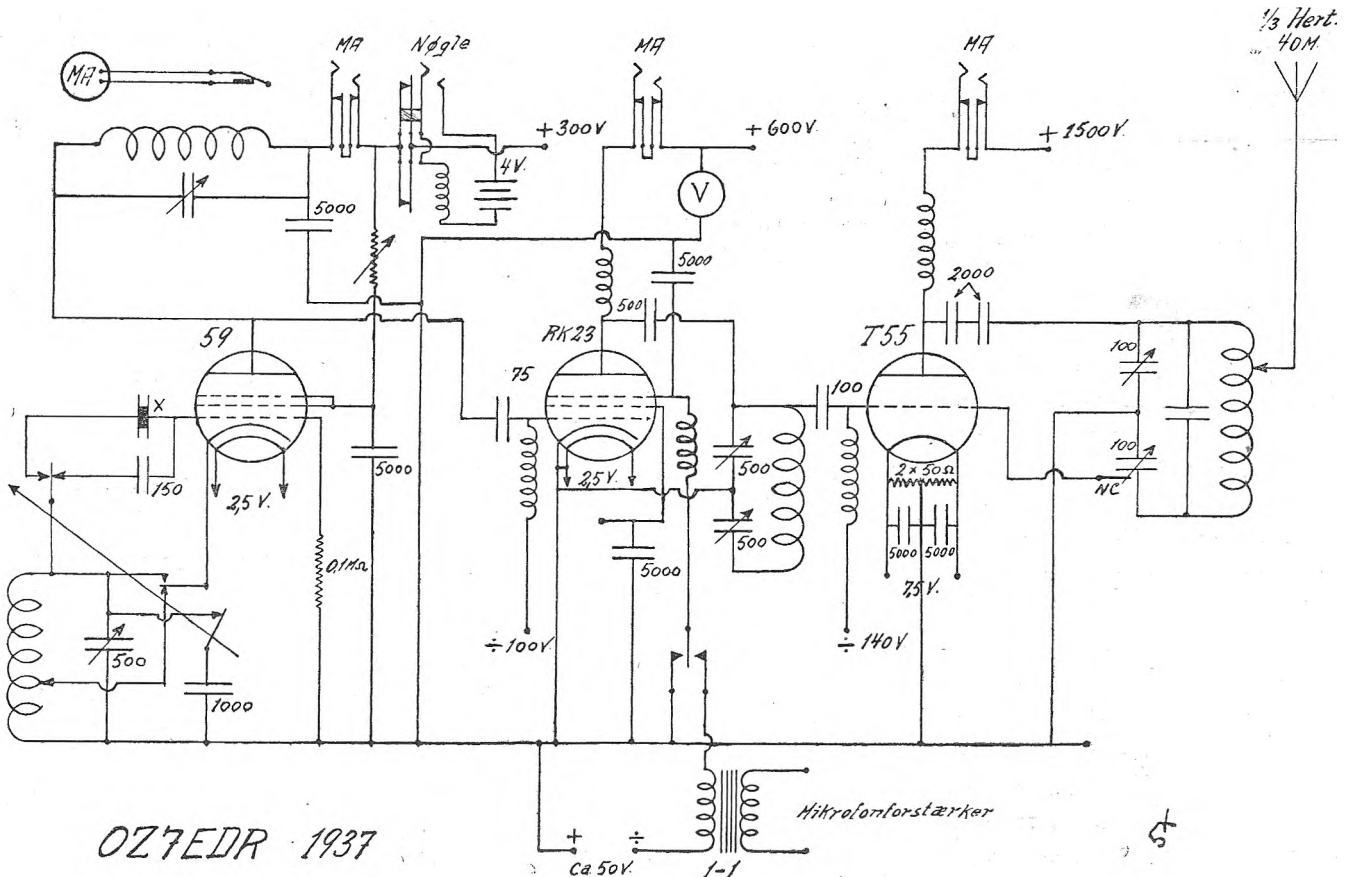 1/3 Hert.
40M.
MA
Nøgle
MA
MA
MA
+300V
+600V
+1500V.
4V.
V
5000
5000
2000
500
59
RK23
T55
100
75
100
X
5000
500
100
2×50Ω
150
2,5 V.
2,5 V.
NC
500
5000 5000
0,1MΩ
5000
7,5 V.
500
÷100V.
÷140V
1000
Mikrofonforstærker
OZ7EDR 1937
+ ÷
Ca 50V.
1-1